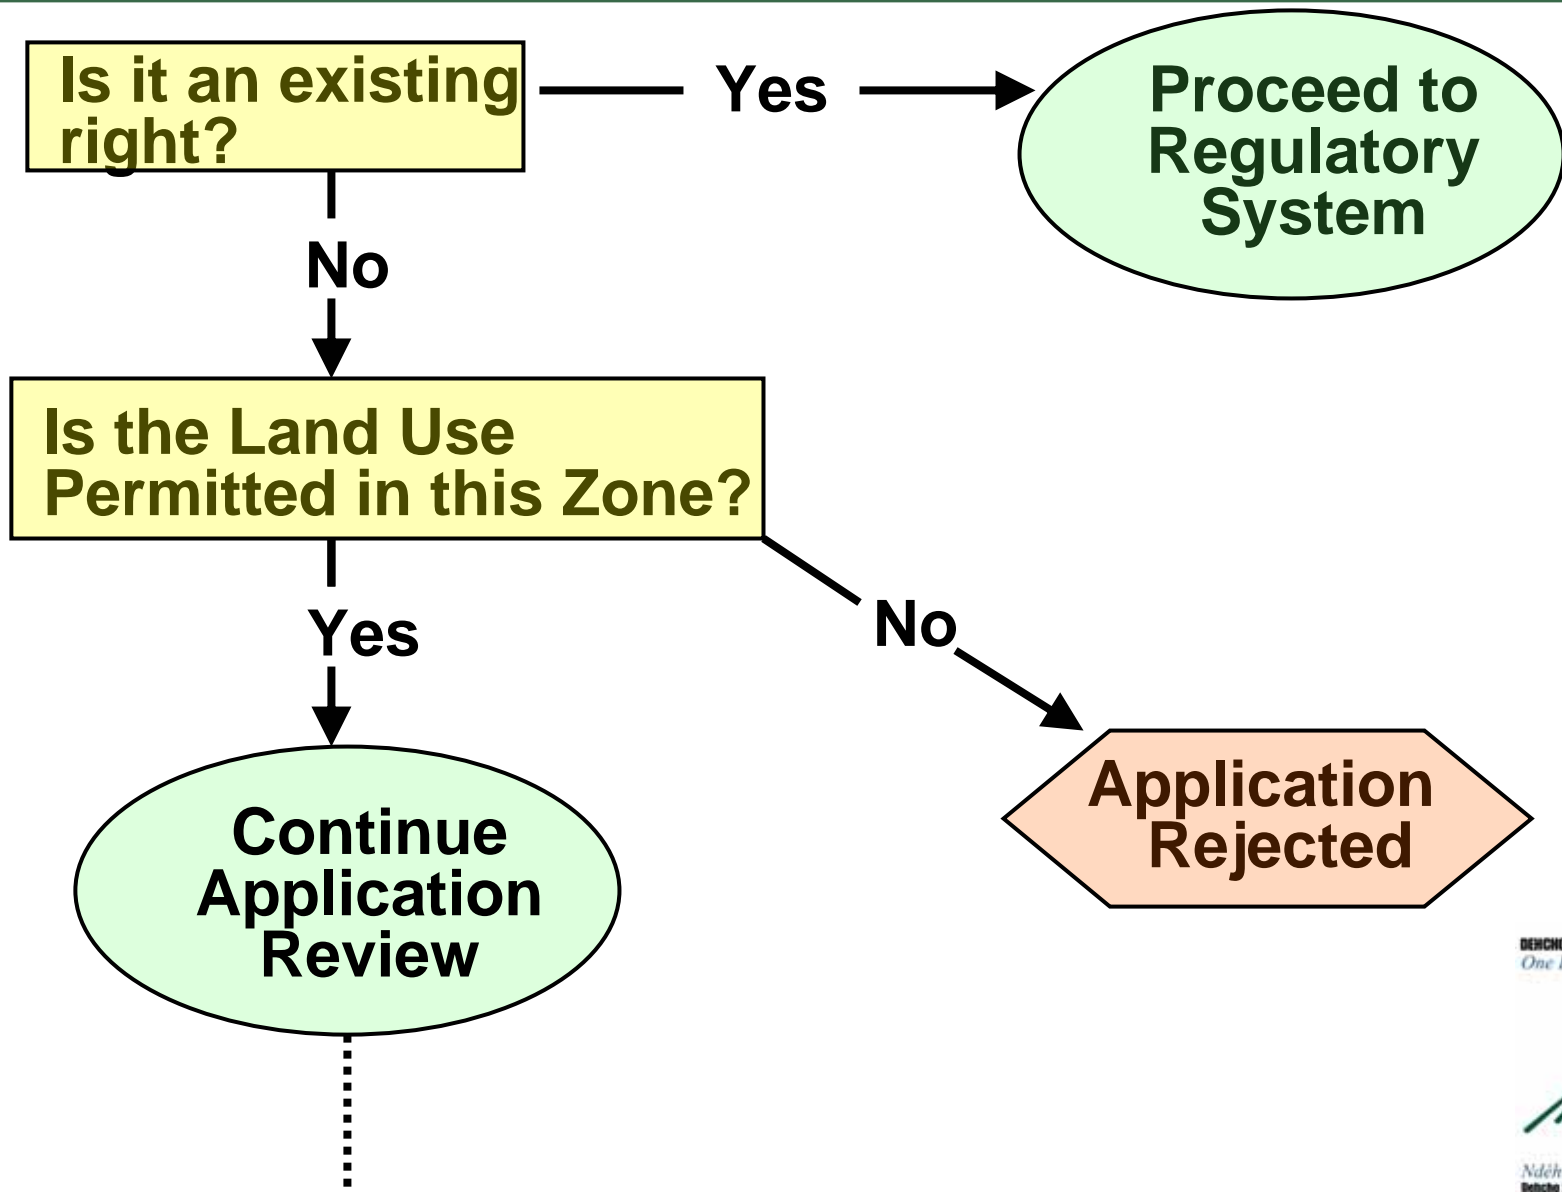 Is it an existing
right?
Yes
Proceed to
Regulatory
System
No
Is the Land Use
Permitted in this Zone?
Yes
No
Continue
Application
Review
Application
Rejected
One